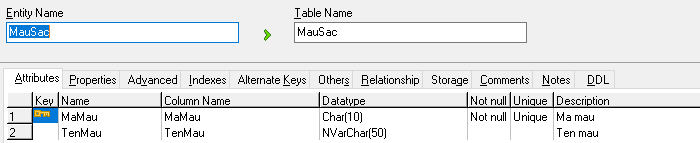 Entity Name Table Name
MauSac MauSac
Attributes Properties Advanced Indexes Alternate Keys Others Relationship Storage Comments Notes DDL
Key Name Column Name Datatype Not null Unique Description
1 MaMau MaMau Char(10) Not null Unique Ma mau
2 TenMau TenMau NVarChar(50) Ten mau